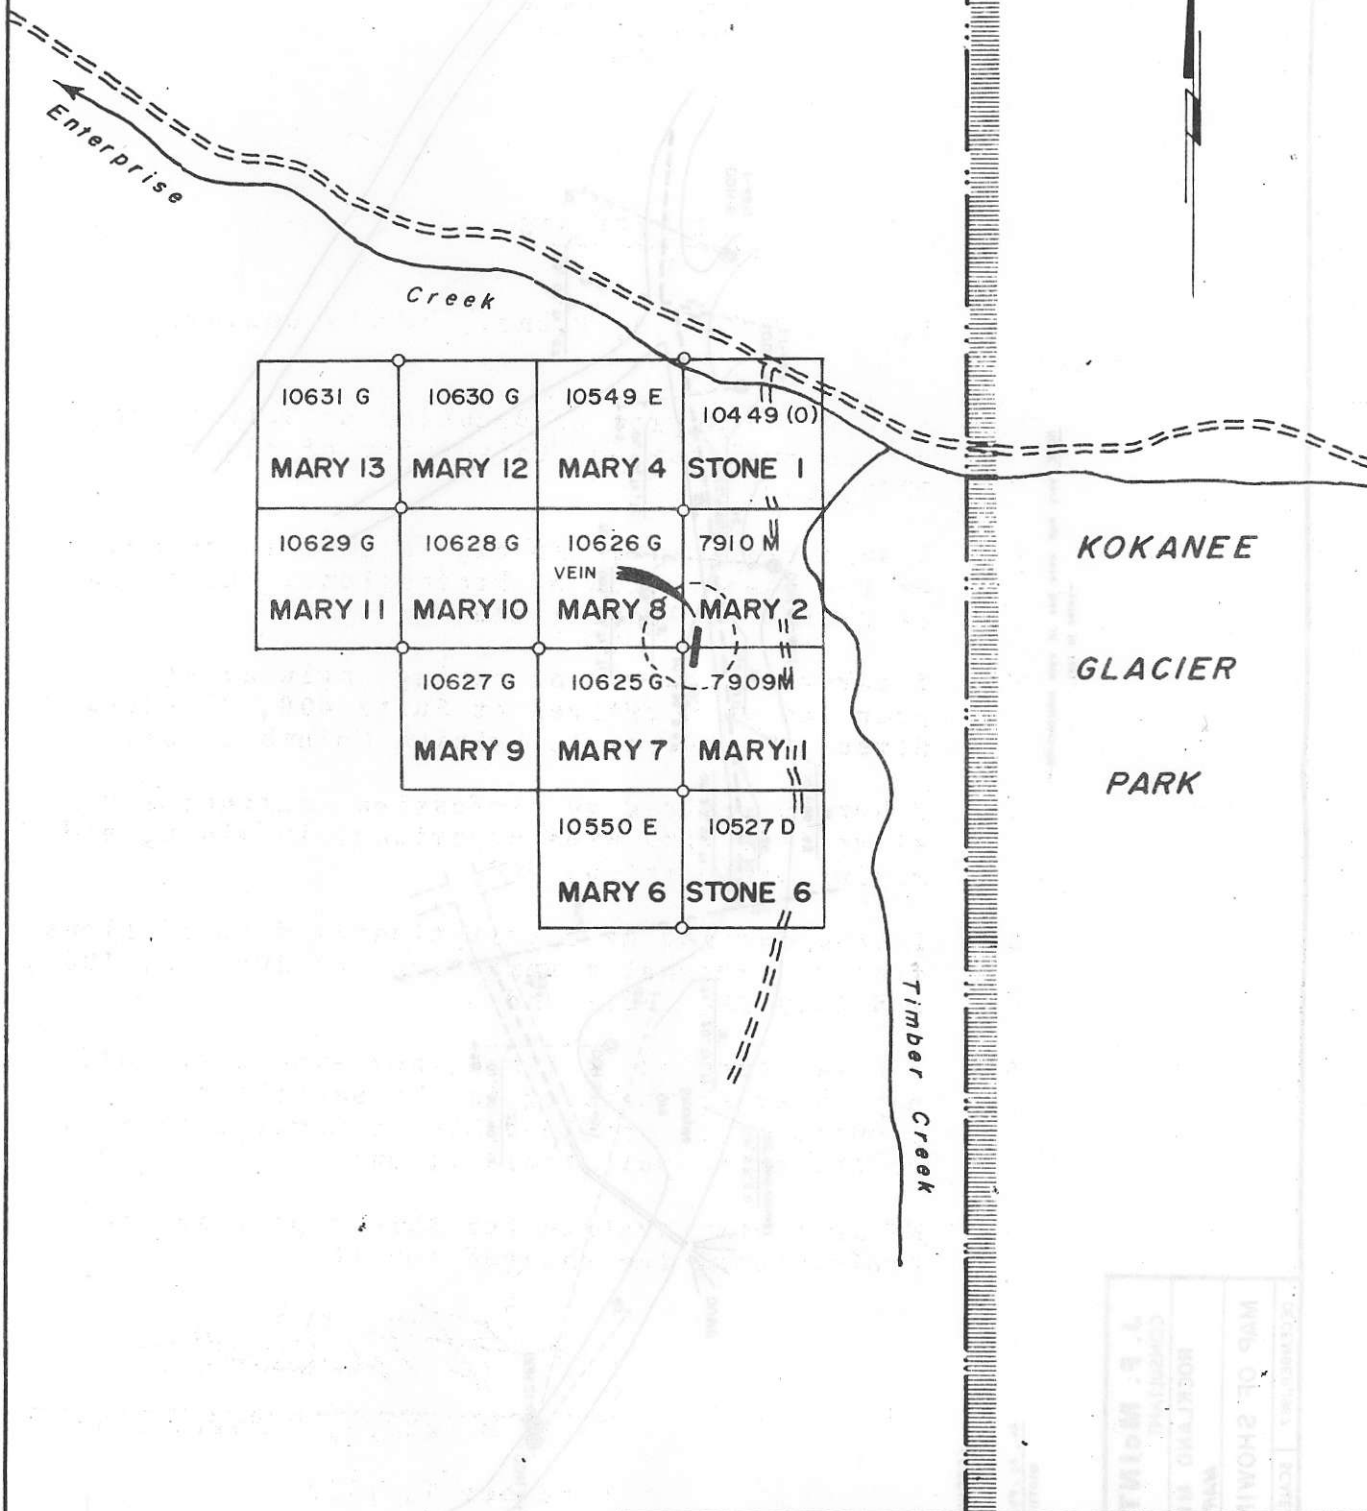 Enterprise
Creek
10631 G
10630 G
10549 E
10449 (O)
MARY 13
MARY 12
MARY 4
STONE 1
10629 G
10628 G
10626 G
7910 M
VEIN
MARY 11
MARY 10
MARY 8
MARY 2
10627 G
10625 G
7909M
MARY 9
MARY 7
MARY 1
10550 E
10527 D
MARY 6
STONE 6
KOKANEE
GLACIER
PARK
Timber Creek